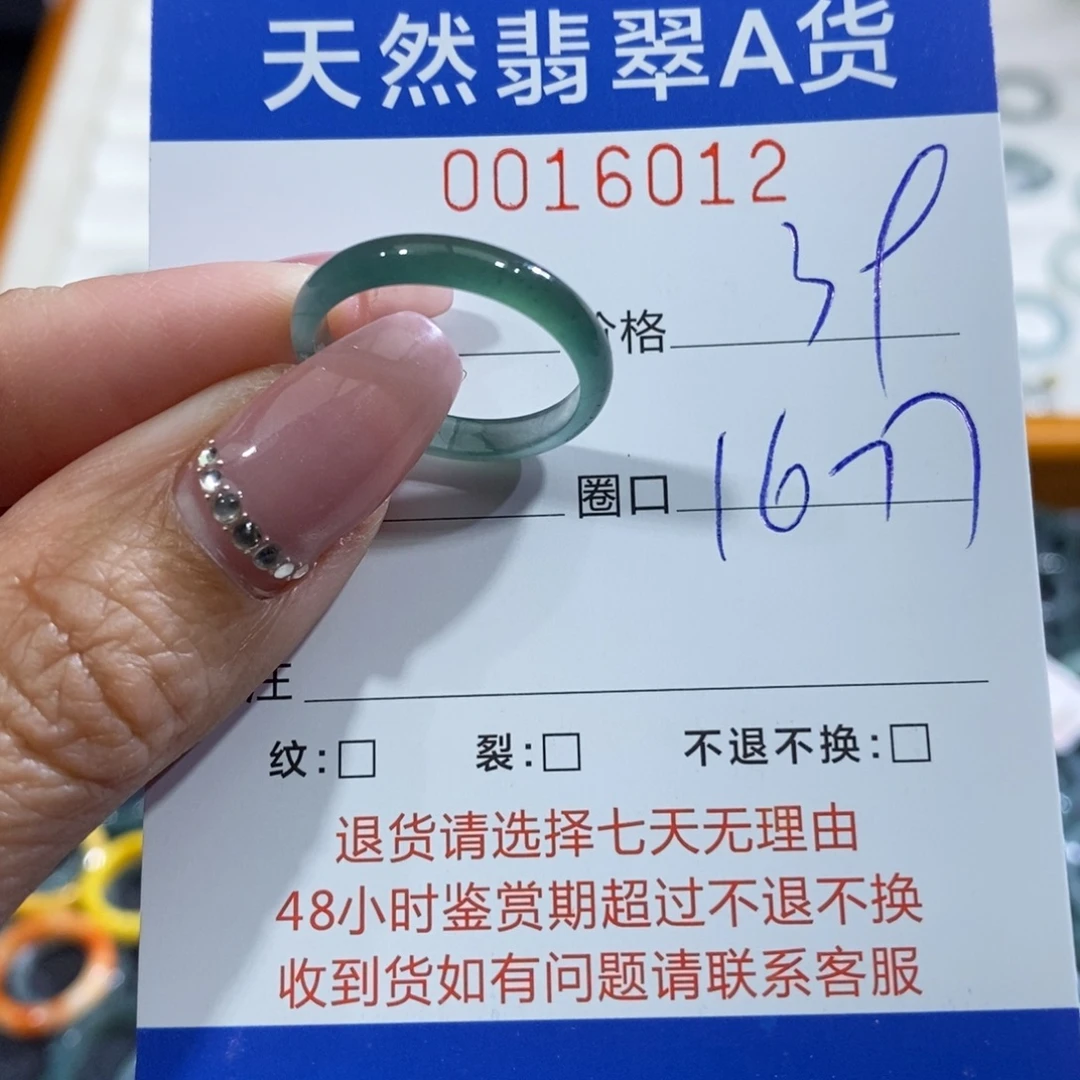 天然翡翠A货
0016012
格
圈口 16
纹:□ 裂:□ 不退不换:□
退货请选择七天无理由
48小时鉴赏期超过不退不换
收到货如有问题请联系客服